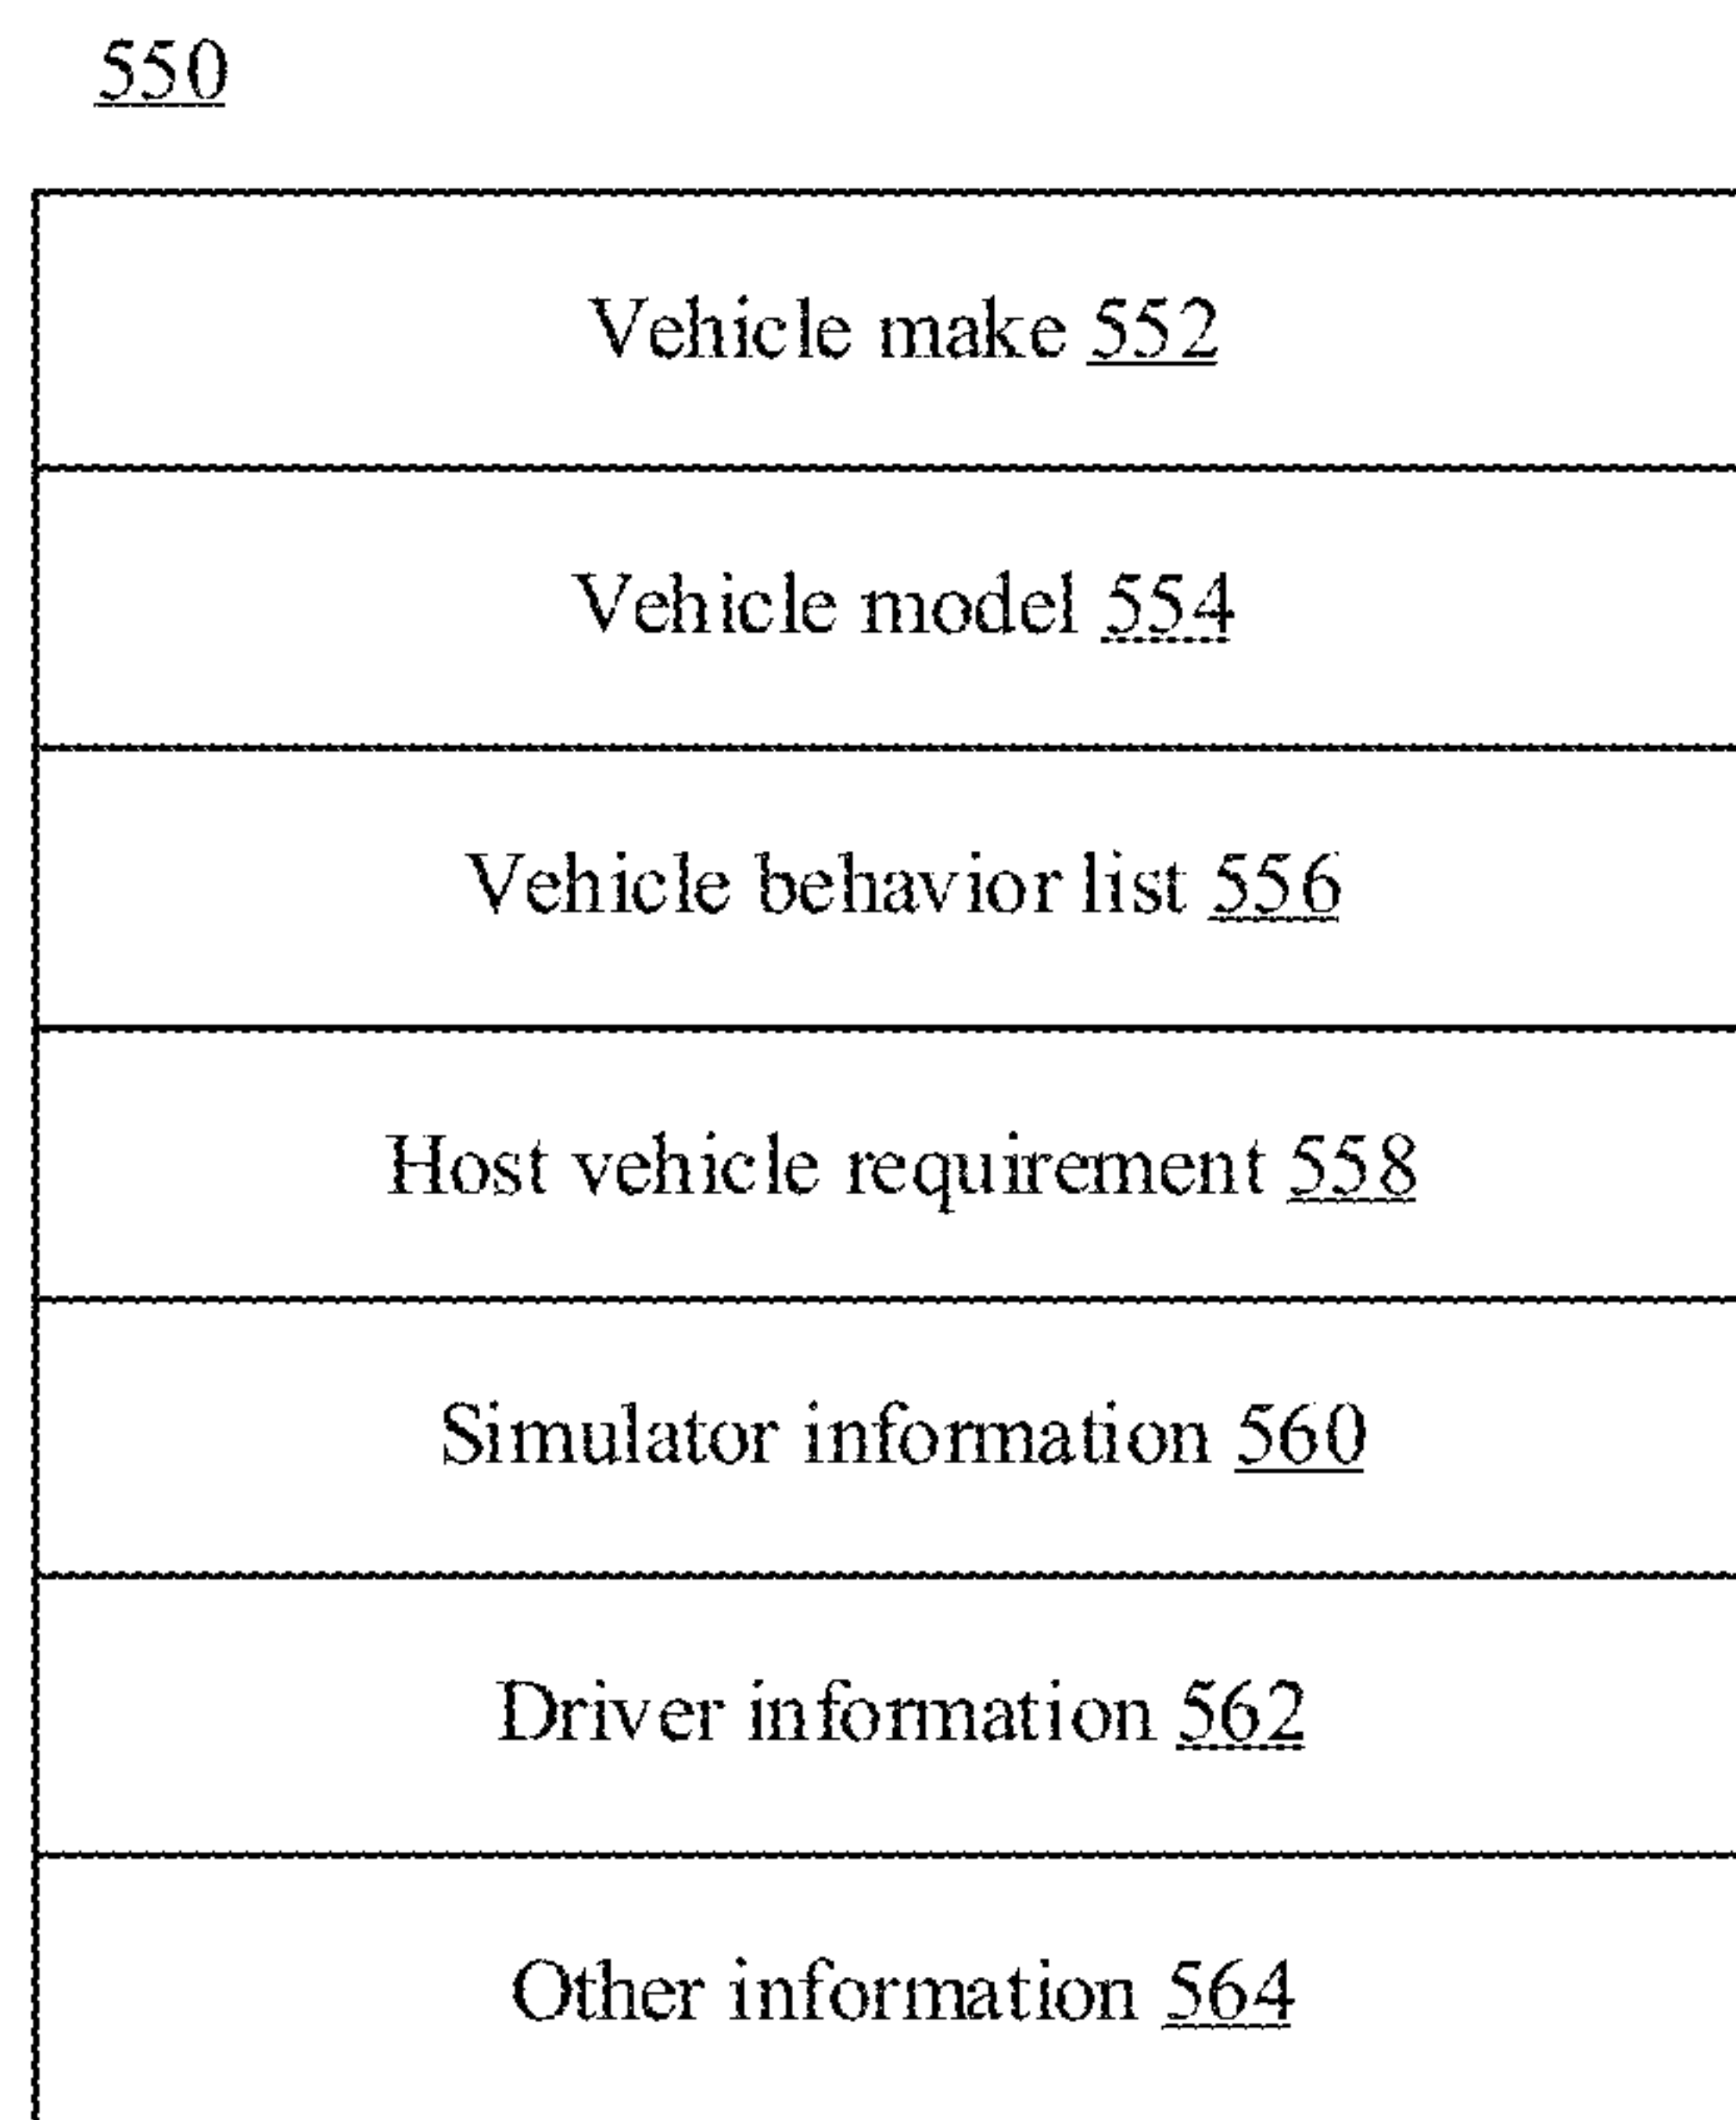 550
Vehicle make 552
Vehicle model 554
Vehicle behavior list 556
Host vehicle requirement 558
Simulator information 560
Driver information 562
Other information 564